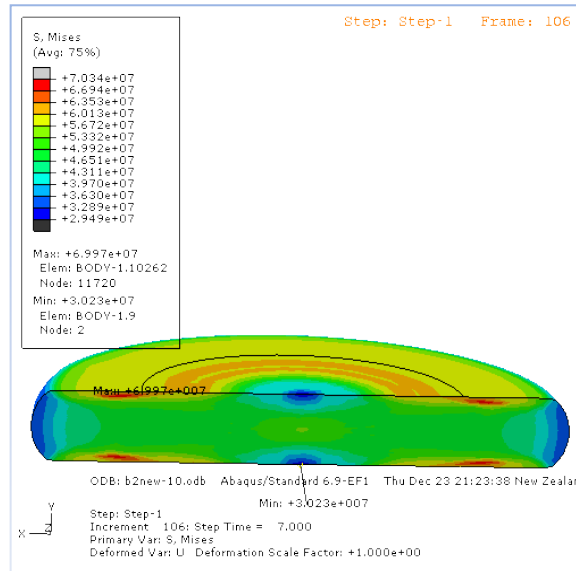 Step: Step-1 Frame: 106
S, Mises
(Avg: 75%)
+7.034e+07
+6.694e+07
+6.353e+07
+6.013e+07
+5.672e+07
+5.332e+07
+4.992e+07
+4.651e+07
+4.311e+07
+3.970e+07
+3.630e+07
+3.289e+07
+2.949e+07
Max: +6.997e+07
Elem: BODY-1.10262
Node: 11720
Min: +3.023e+07
Elem: BODY-1.9
Node: 2
Max: +6.997e+007
ODB: b2new-10.odb Abaqus/Standard 6.9-EF1 Thu Dec 23 21:23:38 New Zealan
Min: +3.023e+007
Y
Z
X
Step: Step-1
Increment 106: Step Time = 7.000
Primary Var: S, Mises
Deformed Var: U Deformation Scale Factor: +1.000e+00